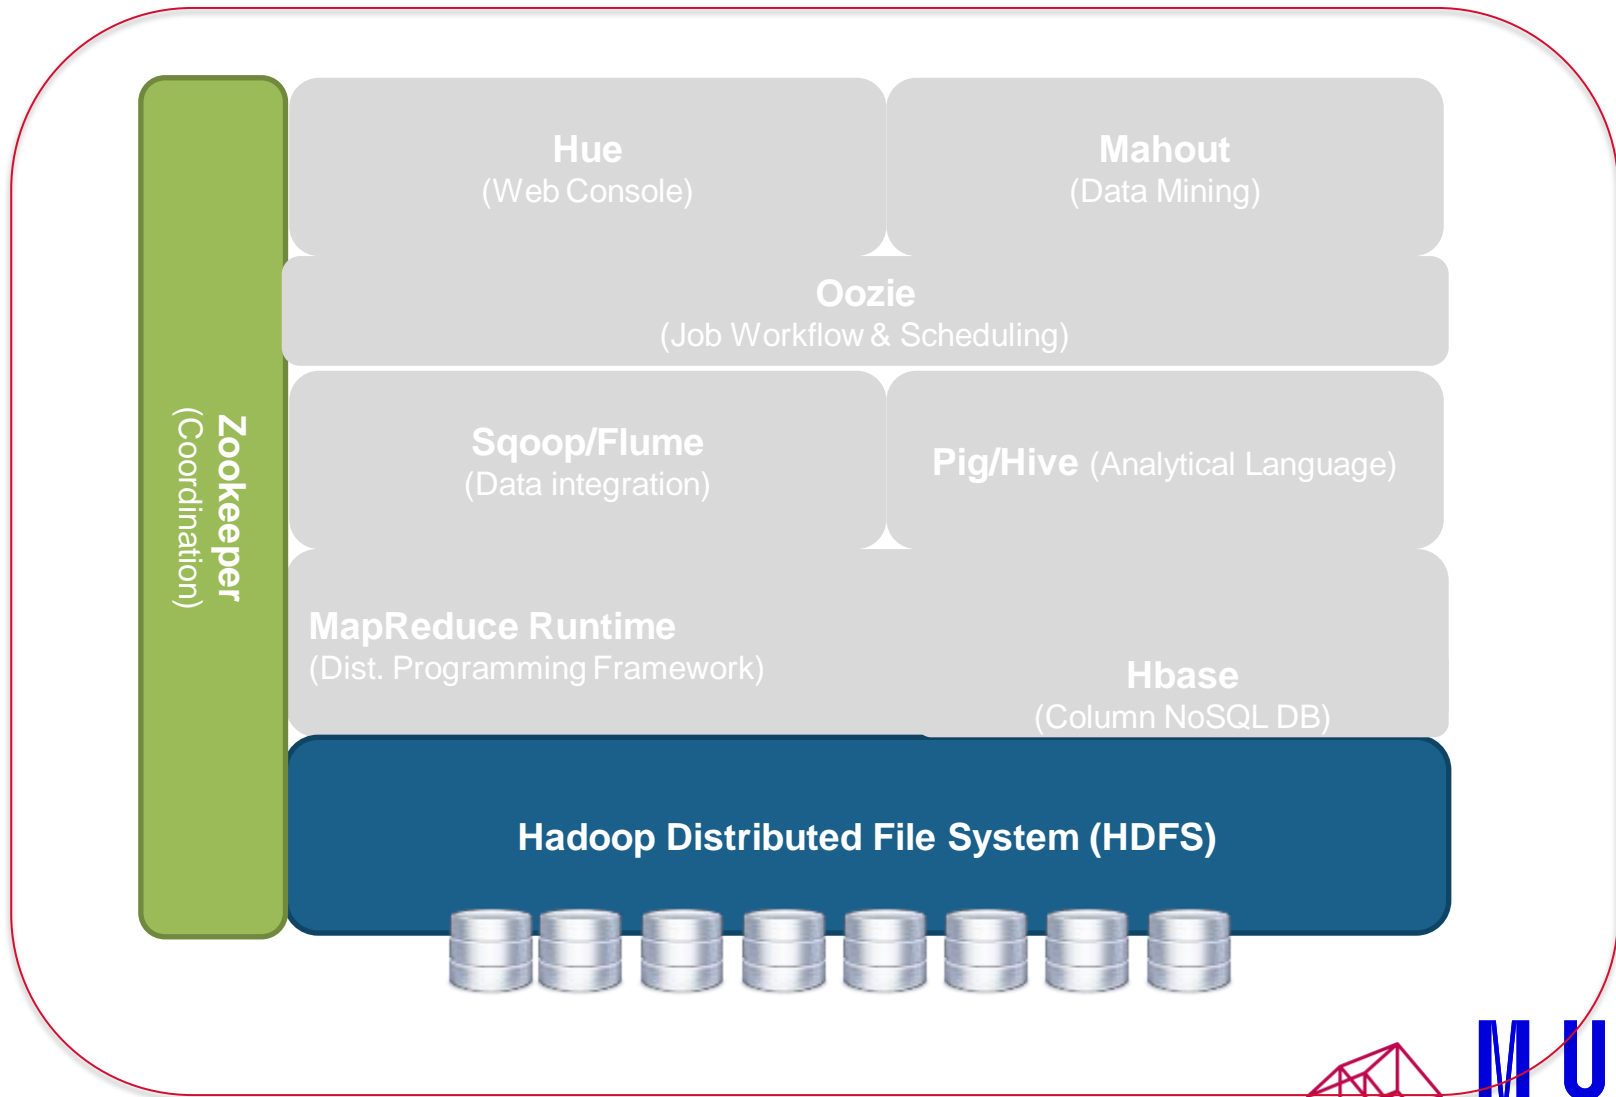 Hue
(Web Console)
Mahout
(Data Mining)
Oozie
(Job Workflow & Scheduling)
Zookeeper
(Coordination)
Sqoop/Flume
(Data integration)
Pig/Hive (Analytical Language)
MapReduce Runtime
(Dist. Programming Framework)
Hbase
(Column NoSQL DB)
Hadoop Distributed File System (HDFS)
M U